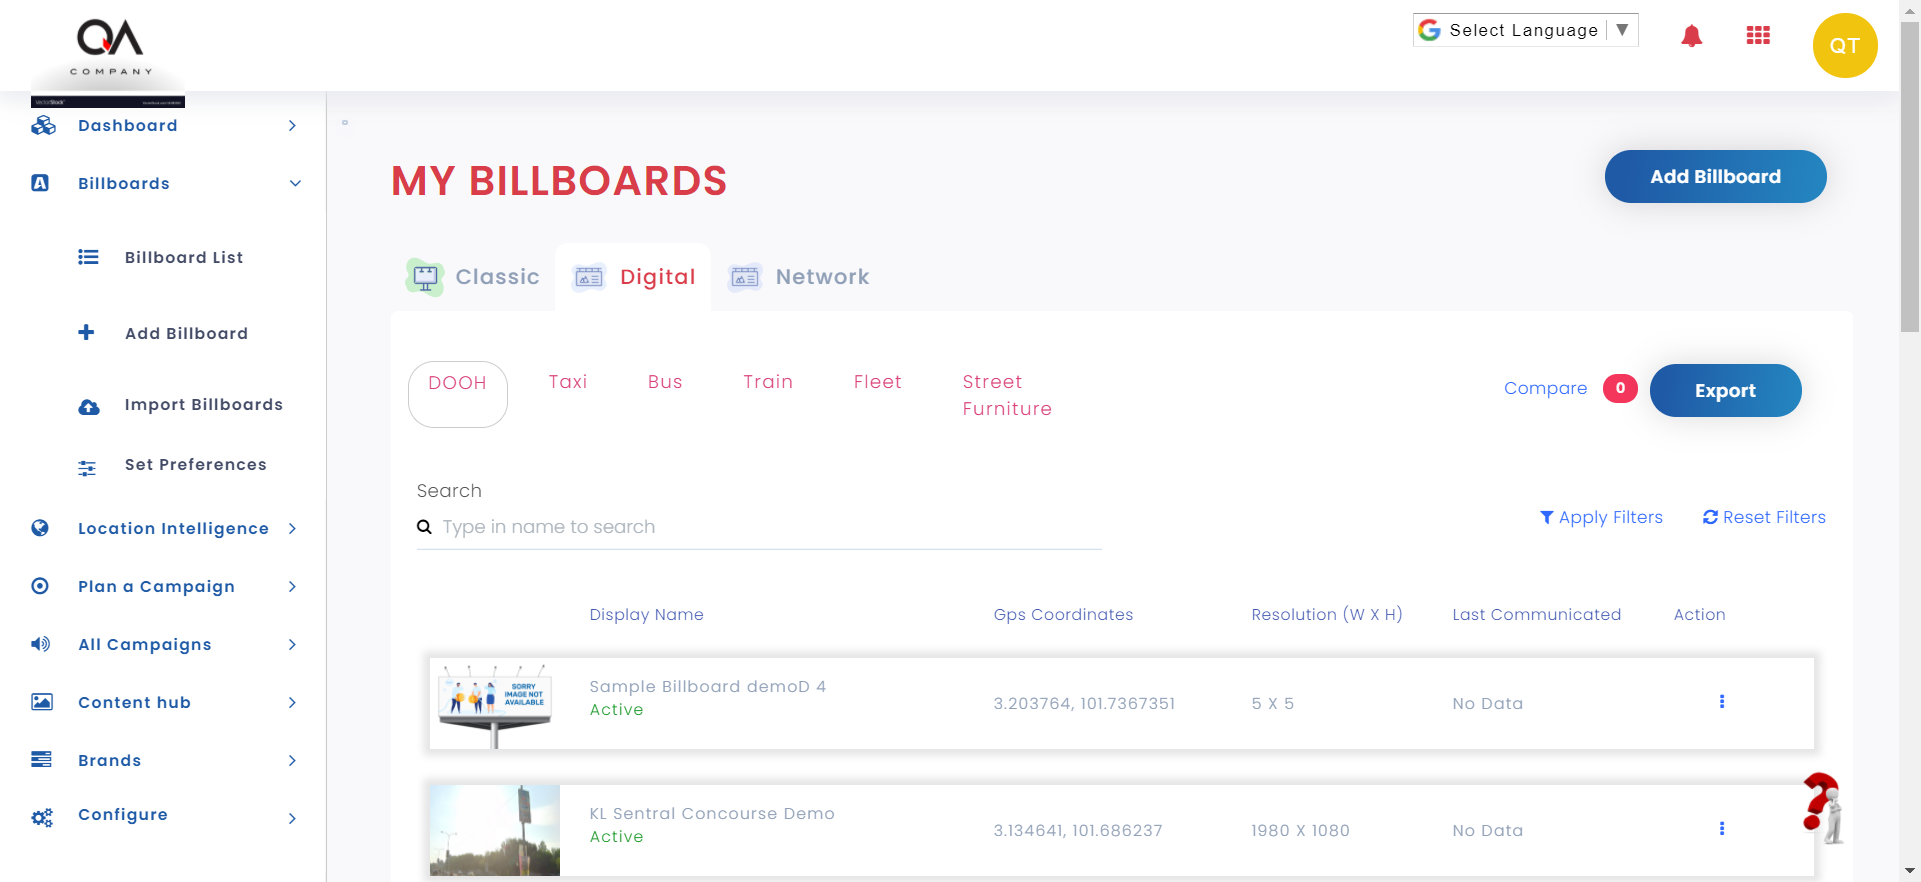 QA
COMPANY
Select Language ▼
QT
Dashboard
Billboards
Billboard List
Add Billboard
Import Billboards
Set Preferences
Location Intelligence
Plan a Campaign
All Campaigns
Content hub
Brands
Configure
MY BILLBOARDS
Add Billboard
Classic
Digital
Network
DOOH
Taxi
Bus
Train
Fleet
Street
Furniture
Compare 0
Export
Search
Type in name to search
Apply Filters
Reset Filters
Display Name Gps Coordinates Resolution (W X H) Last Communicated Action
SORRY
IMAGE NOT
AVAILABLE
Sample Billboard demoD 4
Active
3.203764, 101.7367351 5 X 5 No Data
KL Sentral Concourse Demo
Active
3.134641, 101.686237 1980 X 1080 No Data